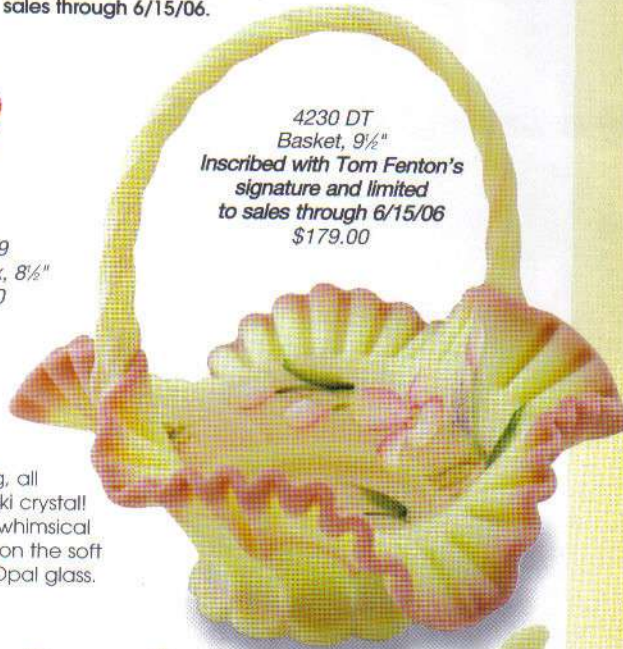 sales through 6/15/06.
4230 DT
Basket, 9½"
Inscribed with Tom Fenton's
signature and limited
to sales through 6/15/06
$179.00
9
, 8½"
g, all
ki crystal!
whimsical
on the soft
Opal glass.